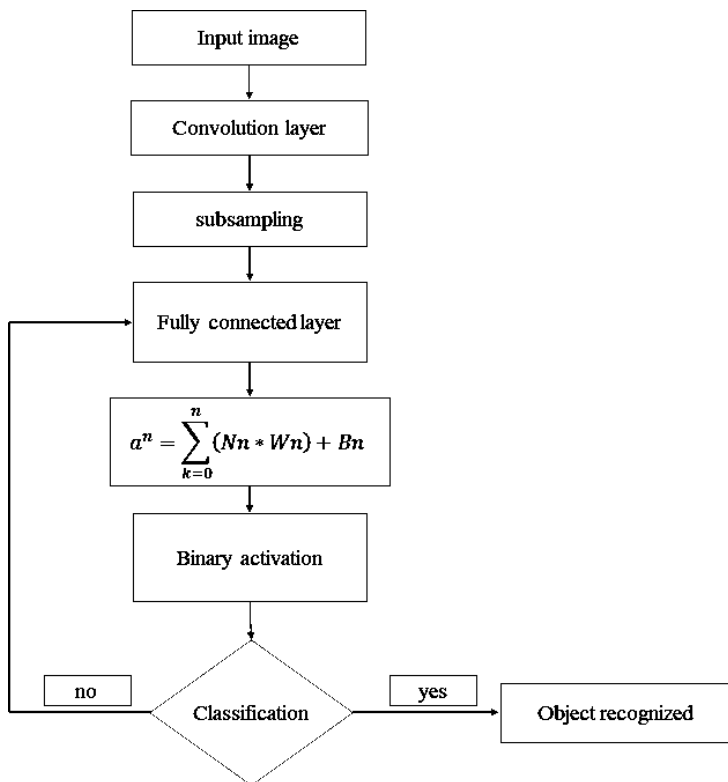 Input image
Convolution layer
subsampling
Fully connected layer
n
aⁿ = ∑ (Nn * Wn) + Bn
k=0
Binary activation
no
Classification
yes
Object recognized